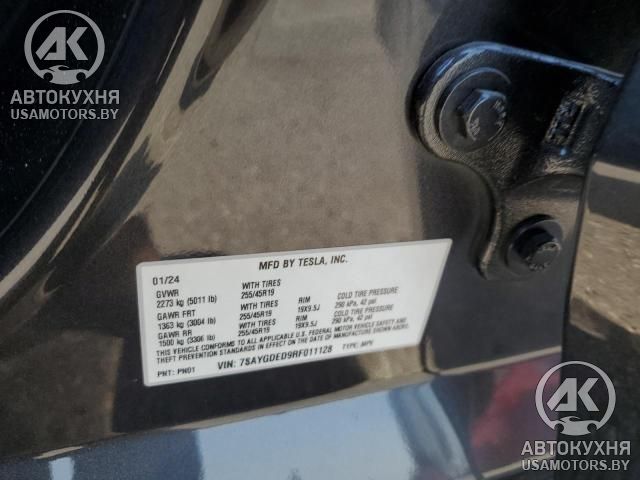 AK
АВТОКУХНЯ
USAMOTORS.BY
MFD BY TESLA, INC.
01/24
GVWR WITH TIRES RIM COLD TIRE PRESSURE
2273 kg (5011 lb) 255/45R19 19X9.5J 290 kPa, 42 psi
GAWR FRT WITH TIRES RIM COLD TIRE PRESSURE
1363 kg (3004 lb) 255/45R19 19X9.5J 290 kPa, 42 psi
GAWR RR
1500 kg (3306 lb)
THIS VEHICLE CONFORMS TO ALL APPLICABLE FEDERAL MOTOR VEHICLE SAFETY AND
THEFT PREVENTION STANDARDS IN EFFECT ON THE DATE OF MANUFACTURE SHOWN ABOVE.
PNT: PN01 VIN: 7SAYGDED9RF011128 TYPE: MPV
AK
АВТОКУХНЯ
USAMOTORS.BY